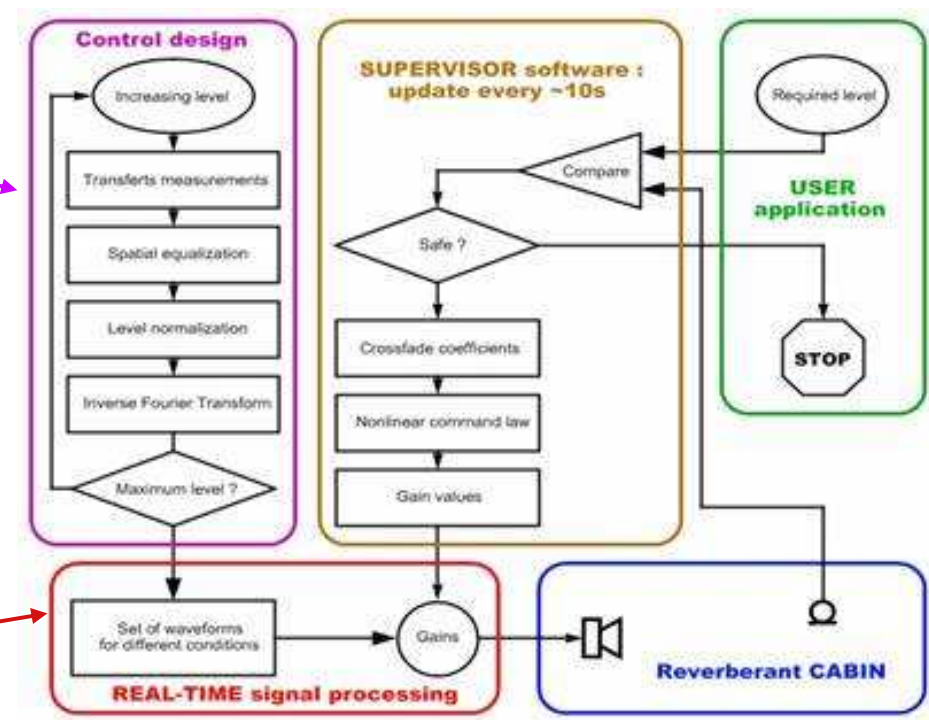 Control design
Increasing level
Transferts measurements
Spatial equalization
Level normalization
Inverse Fourier Transform
Maximum level ?
SUPERVISOR software :
update every ~10s
Compare
Safe ?
Crossfade coefficients
Nonlinear command law
Gain values
Required level
USER
application
STOP
Set of waveforms
for different conditions
Gains
REAL-TIME signal processing
Reverberant CABIN